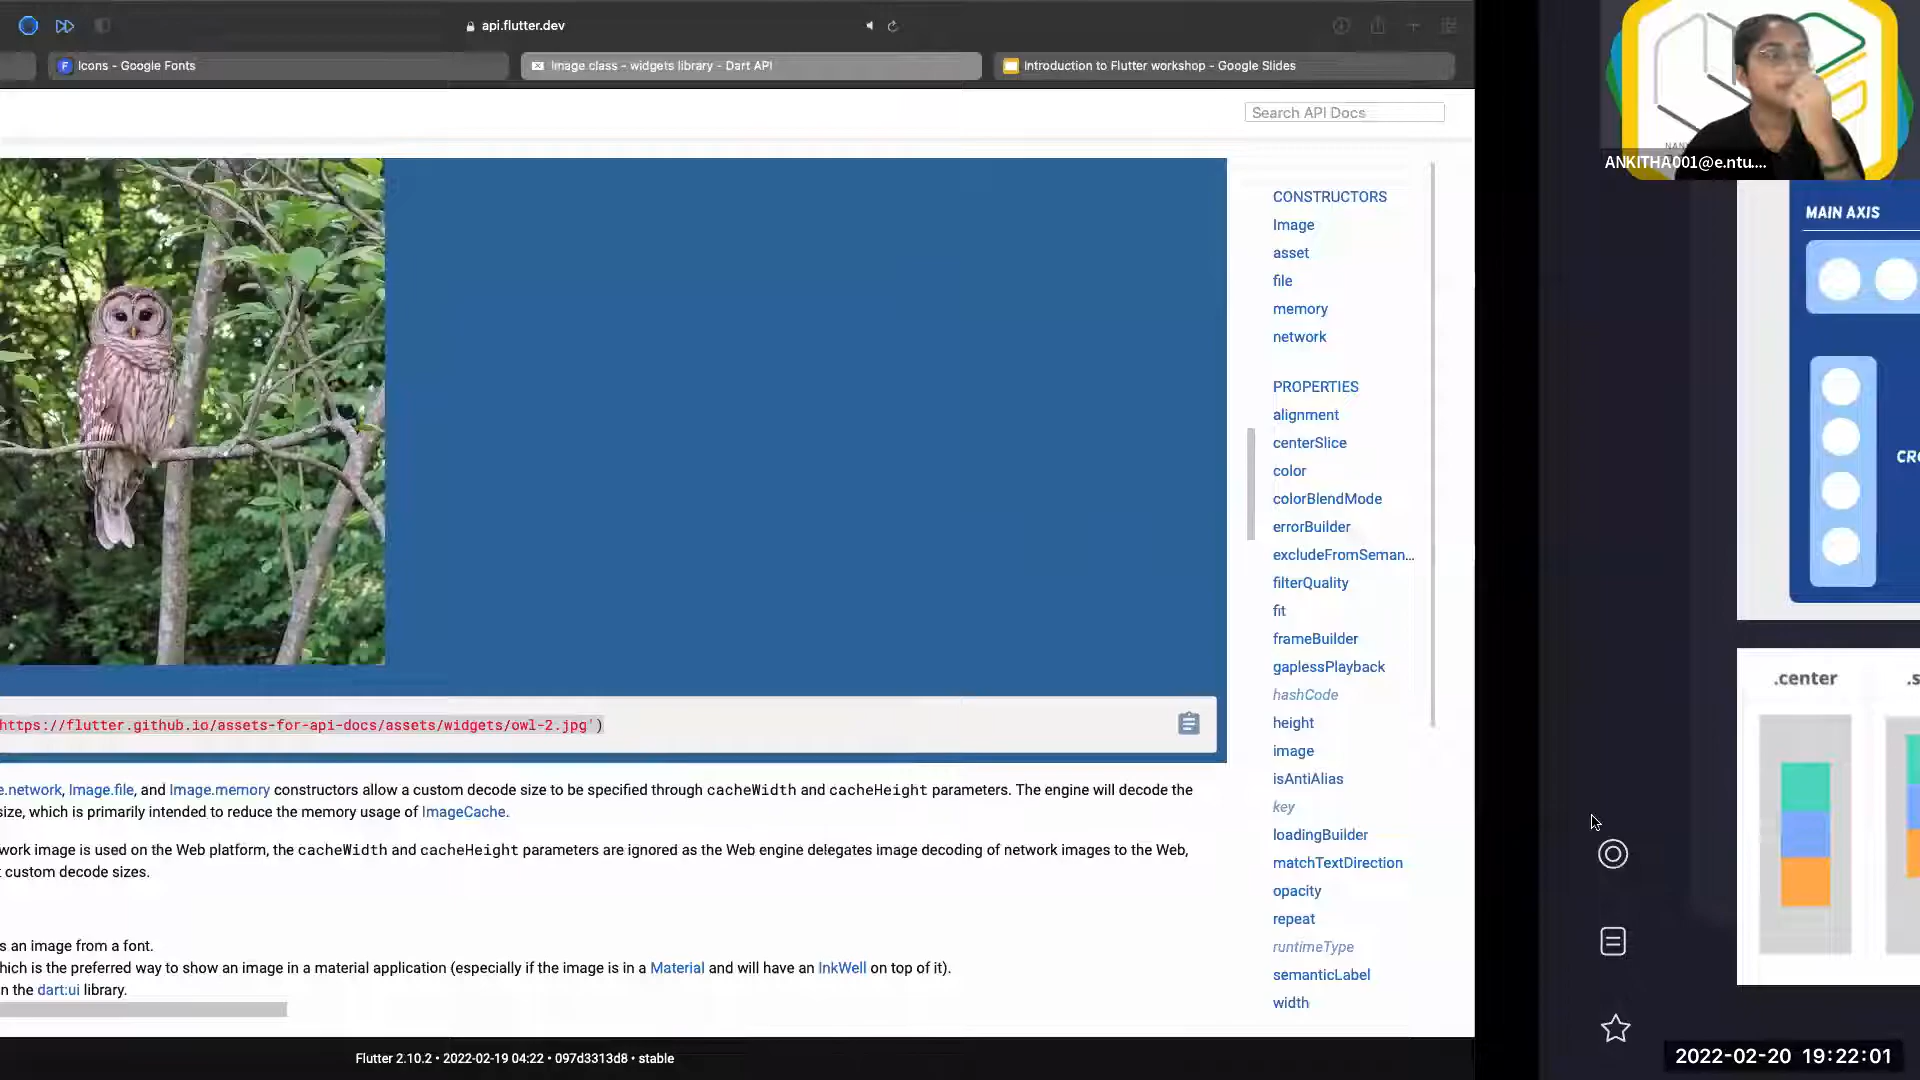 api.flutter.dev
Icons - Google Fonts
Image class - widgets library - Dart API
Introduction to Flutter workshop - Google Slides
Search API Docs
ANKITHA001@e.ntu....
CONSTRUCTORS
Image
asset
file
memory
network
PROPERTIES
alignment
centerSlice
color
colorBlendMode
errorBuilder
excludeFromSeman...
filterQuality
fit
frameBuilder
gaplessPlayback
hashCode
height
image
isAntiAlias
key
loadingBuilder
matchTextDirection
opacity
repeat
runtimeType
semanticLabel
width
https://flutter.github.io/assets-for-api-docs/assets/widgets/owl-2.jpg')
e.network, Image.file, and Image.memory constructors allow a custom decode size to be specified through cacheWidth and cacheHeight parameters. The engine will decode the
size, which is primarily intended to reduce the memory usage of ImageCache.
work image is used on the Web platform, the cacheWidth and cacheHeight parameters are ignored as the Web engine delegates image decoding of network images to the Web,
t custom decode sizes.
s an image from a font.
hich is the preferred way to show an image in a material application (especially if the image is in a Material and will have an InkWell on top of it).
n the dart:ui library.
Flutter 2.10.2 • 2022-02-19 04:22 • 097d3313d8 • stable
MAIN AXIS
CRO
.center
.s
2022-02-20 19:22:01